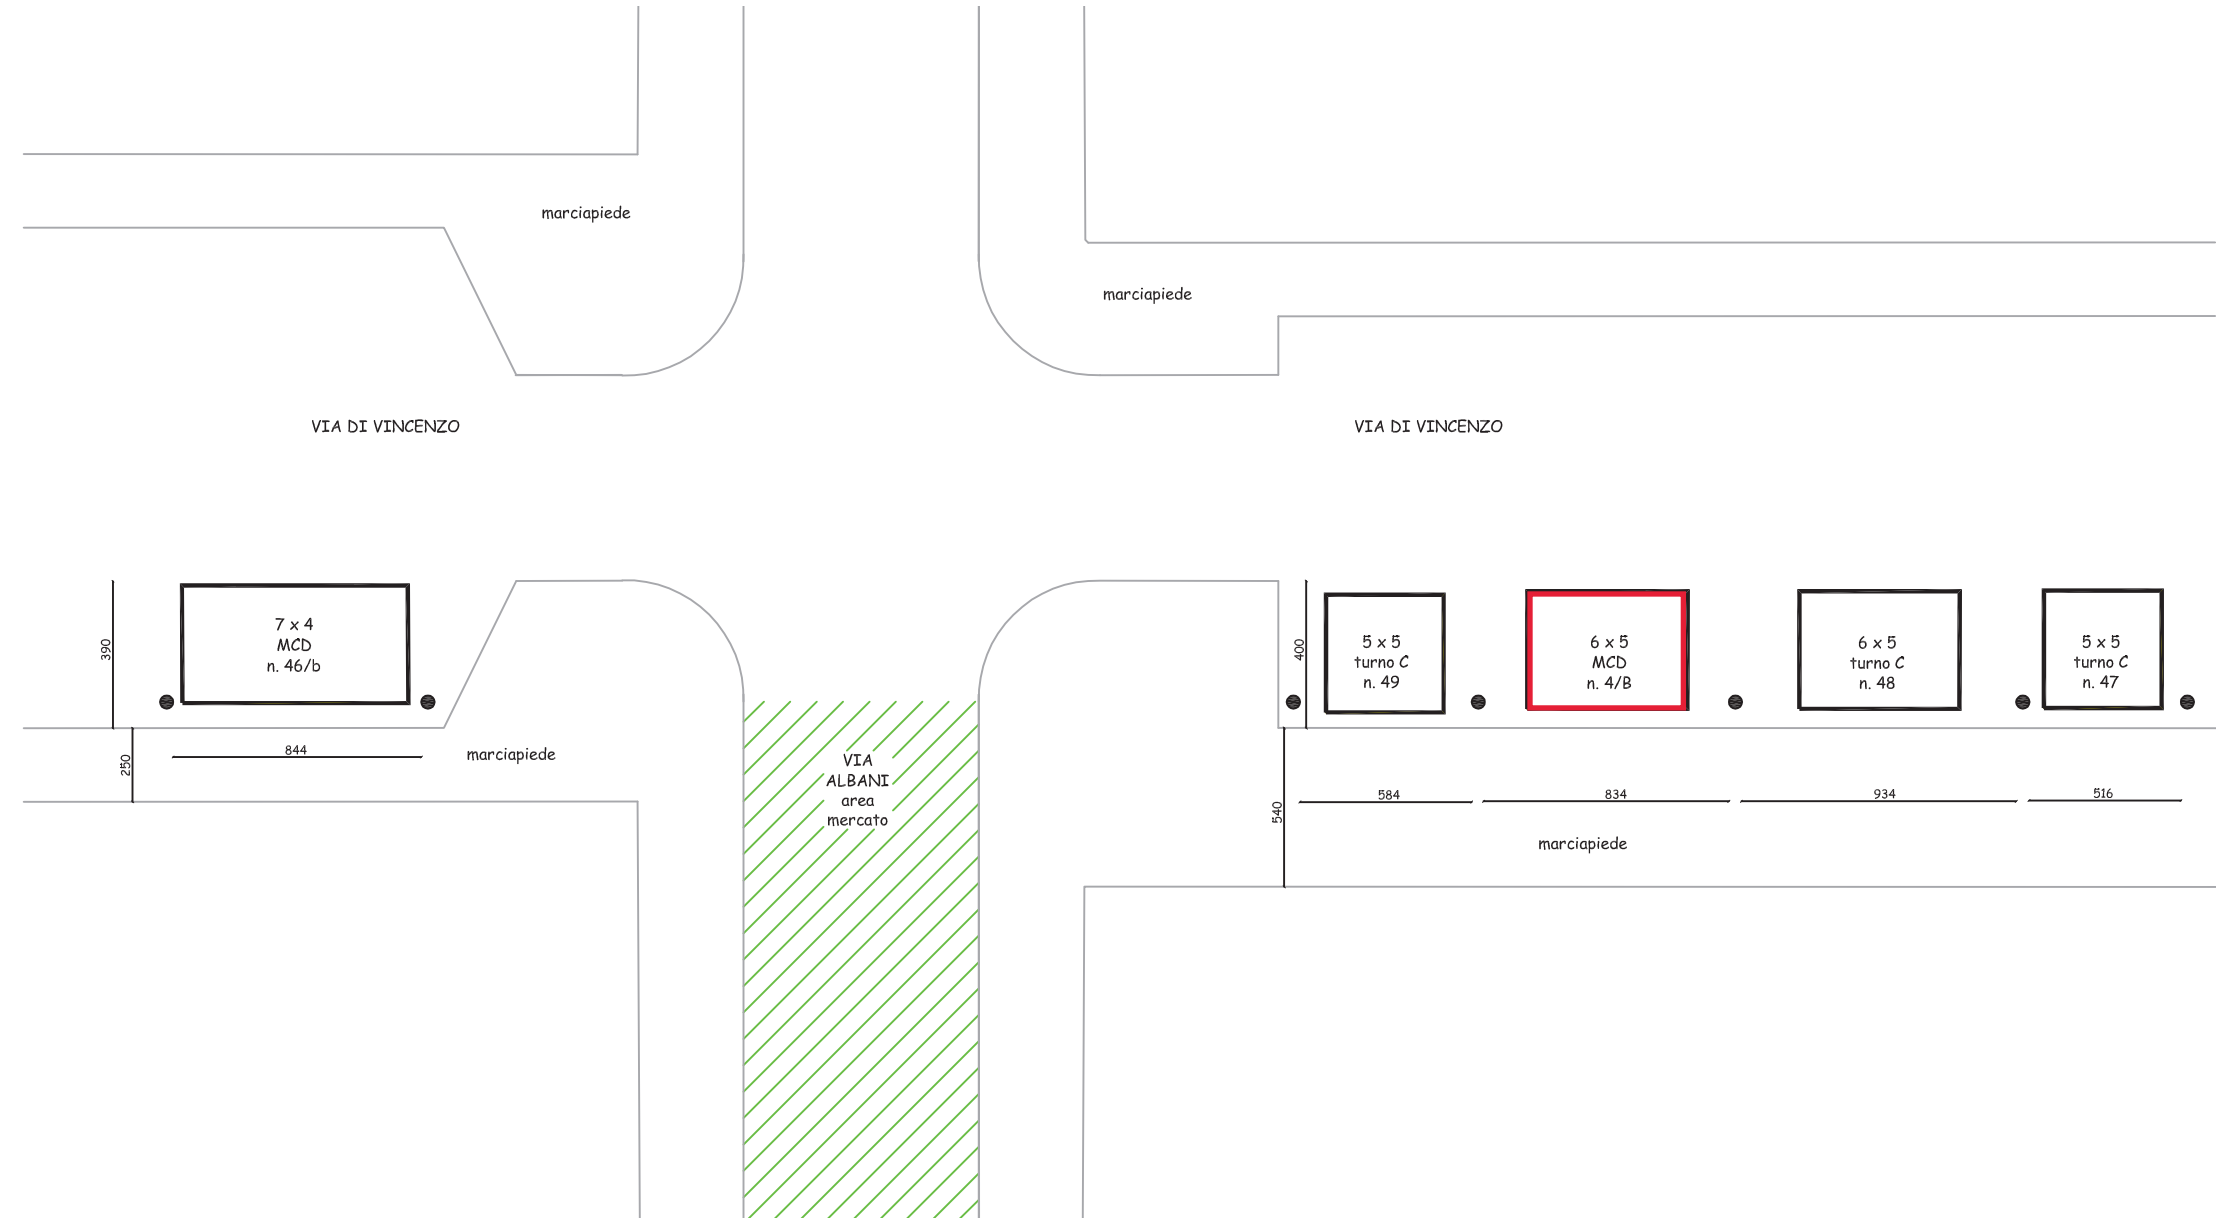 marciapiede
marciapiede
VIA DI VINCENZO
VIA DI VINCENZO
390
7 x 4
MCD
n. 46/b
400
5 x 5
turno C
n. 49
6 x 5
MCD
n. 4/B
6 x 5
turno C
n. 48
5 x 5
turno C
n. 47
250
844
marciapiede
VIA
ALBANI
area
mercato
540
584
834
934
516
marciapiede